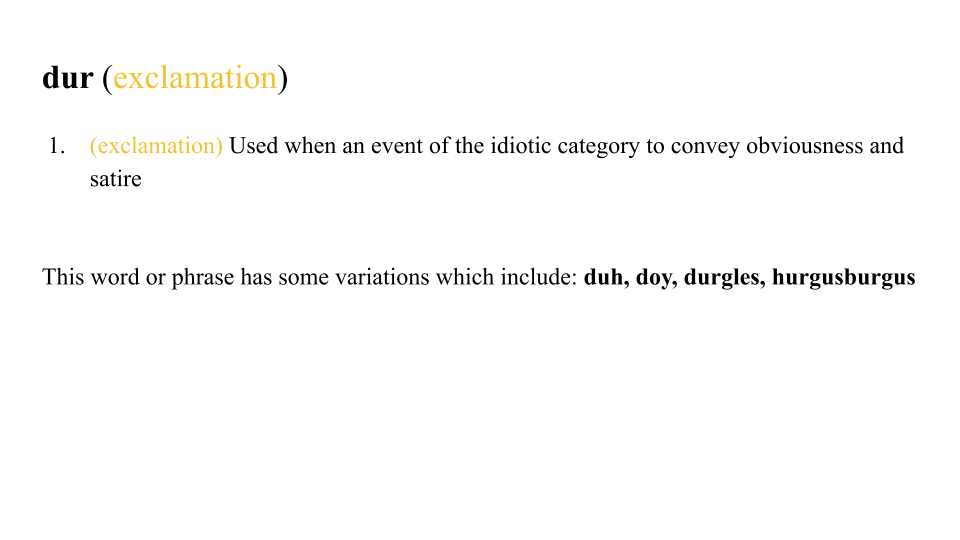 dur (exclamation)
1. (exclamation) Used when an event of the idiotic category to convey obviousness and
satire
This word or phrase has some variations which include: duh, doy, durgles, hurgusburgus